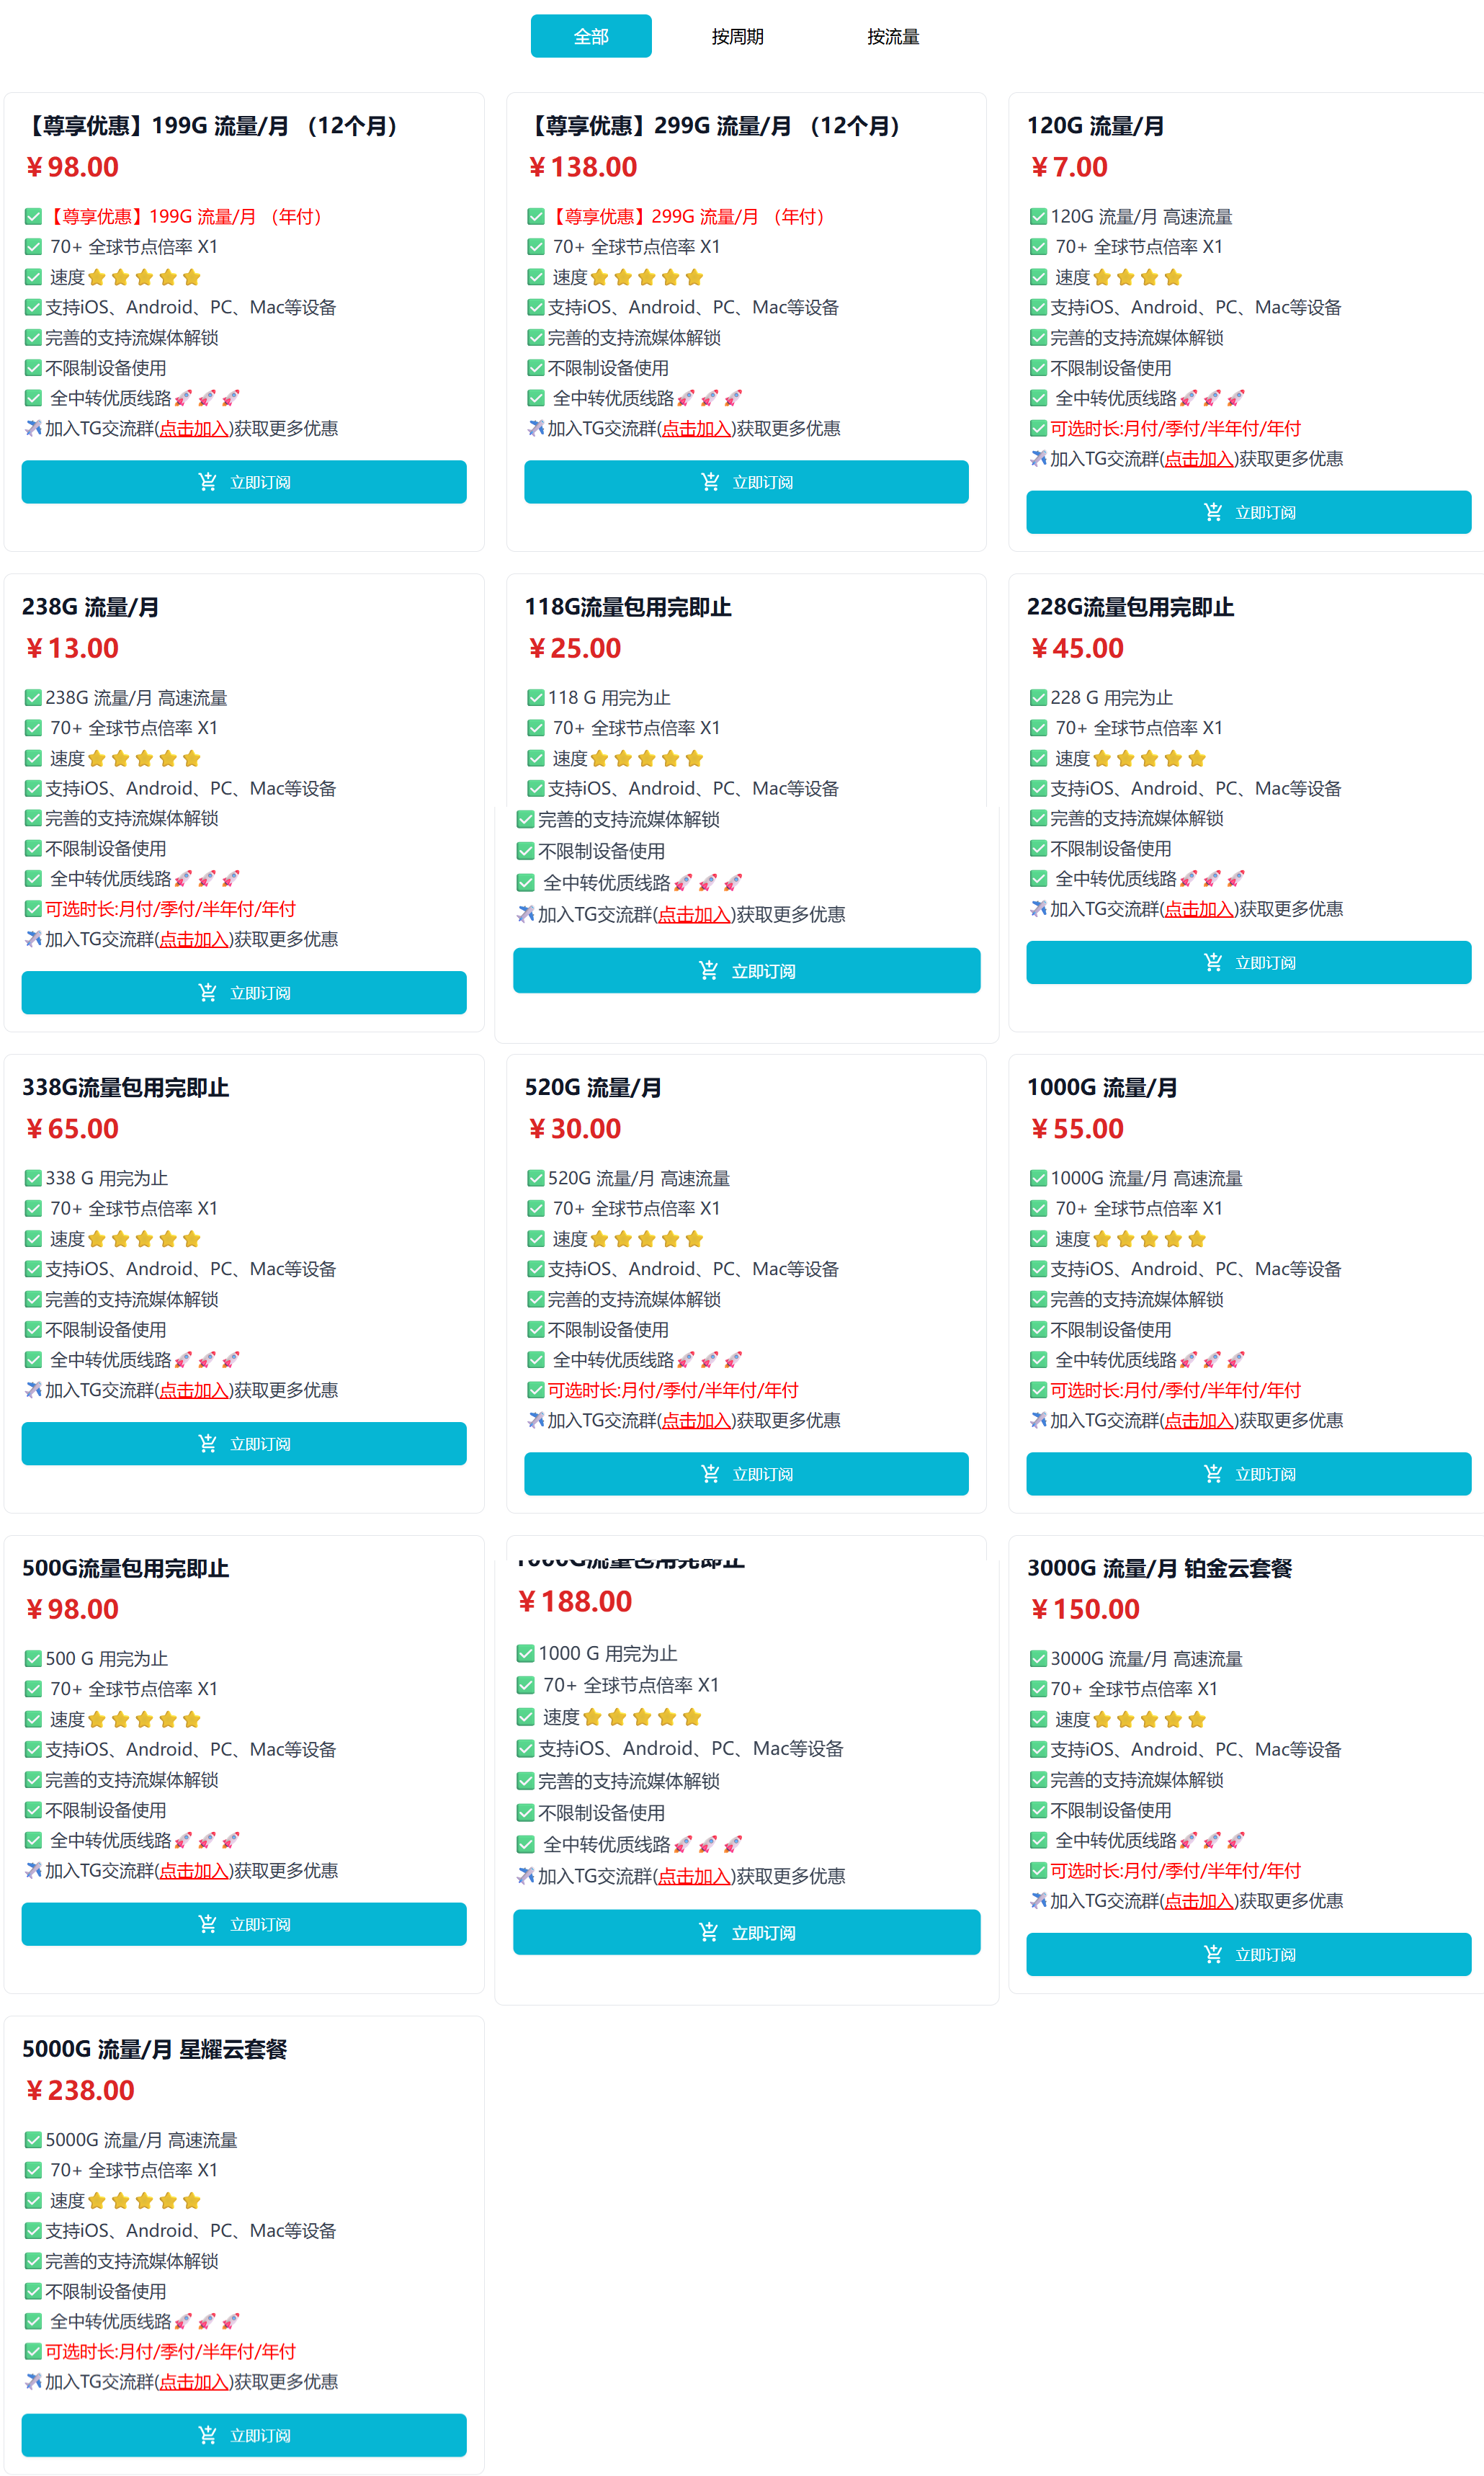 全部
按周期
按流量
【尊享优惠】199G 流量/月 （12个月）
¥98.00
✅【尊享优惠】199G 流量/月 （年付）
✅ 70+ 全球节点倍率 X1
✅ 速度⭐⭐⭐⭐⭐
✅支持iOS、Android、PC、Mac等设备
✅完善的支持流媒体解锁
✅不限制设备使用
✅ 全中转优质线路🚀🚀🚀
✈️加入TG交流群(点击加入)获取更多优惠
立即订阅
【尊享优惠】299G 流量/月 （12个月）
¥138.00
✅【尊享优惠】299G 流量/月 （年付）
✅ 70+ 全球节点倍率 X1
✅ 速度⭐⭐⭐⭐⭐
✅支持iOS、Android、PC、Mac等设备
✅完善的支持流媒体解锁
✅不限制设备使用
✅ 全中转优质线路🚀🚀🚀
✈️加入TG交流群(点击加入)获取更多优惠
立即订阅
120G 流量/月
¥7.00
✅120G 流量/月 高速流量
✅ 70+ 全球节点倍率 X1
✅ 速度⭐⭐⭐⭐
✅支持iOS、Android、PC、Mac等设备
✅完善的支持流媒体解锁
✅不限制设备使用
✅ 全中转优质线路🚀🚀🚀
✅可选时长:月付/季付/半年付/年付
✈️加入TG交流群(点击加入)获取更多优惠
立即订阅
238G 流量/月
¥13.00
✅238G 流量/月 高速流量
✅ 70+ 全球节点倍率 X1
✅ 速度⭐⭐⭐⭐⭐
✅支持iOS、Android、PC、Mac等设备
✅完善的支持流媒体解锁
✅不限制设备使用
✅ 全中转优质线路🚀🚀🚀
✅可选时长:月付/季付/半年付/年付
✈️加入TG交流群(点击加入)获取更多优惠
立即订阅
118G流量包用完即止
¥25.00
✅118 G 用完为止
✅ 70+ 全球节点倍率 X1
✅ 速度⭐⭐⭐⭐⭐
✅支持iOS、Android、PC、Mac等设备
✅完善的支持流媒体解锁
✅不限制设备使用
✅ 全中转优质线路🚀🚀🚀
✈️加入TG交流群(点击加入)获取更多优惠
立即订阅
228G流量包用完即止
¥45.00
✅228 G 用完为止
✅ 70+ 全球节点倍率 X1
✅ 速度⭐⭐⭐⭐⭐
✅支持iOS、Android、PC、Mac等设备
✅完善的支持流媒体解锁
✅不限制设备使用
✅ 全中转优质线路🚀🚀🚀
✈️加入TG交流群(点击加入)获取更多优惠
立即订阅
338G流量包用完即止
¥65.00
✅338 G 用完为止
✅ 70+ 全球节点倍率 X1
✅ 速度⭐⭐⭐⭐⭐
✅支持iOS、Android、PC、Mac等设备
✅完善的支持流媒体解锁
✅不限制设备使用
✅ 全中转优质线路🚀🚀🚀
✈️加入TG交流群(点击加入)获取更多优惠
立即订阅
520G 流量/月
¥30.00
✅520G 流量/月 高速流量
✅ 70+ 全球节点倍率 X1
✅ 速度⭐⭐⭐⭐⭐
✅支持iOS、Android、PC、Mac等设备
✅完善的支持流媒体解锁
✅不限制设备使用
✅ 全中转优质线路🚀🚀🚀
✅可选时长:月付/季付/半年付/年付
✈️加入TG交流群(点击加入)获取更多优惠
立即订阅
1000G 流量/月
¥55.00
✅1000G 流量/月 高速流量
✅ 70+ 全球节点倍率 X1
✅ 速度⭐⭐⭐⭐⭐
✅支持iOS、Android、PC、Mac等设备
✅完善的支持流媒体解锁
✅不限制设备使用
✅ 全中转优质线路🚀🚀🚀
✅可选时长:月付/季付/半年付/年付
✈️加入TG交流群(点击加入)获取更多优惠
立即订阅
500G流量包用完即止
¥98.00
✅500 G 用完为止
✅ 70+ 全球节点倍率 X1
✅ 速度⭐⭐⭐⭐⭐
✅支持iOS、Android、PC、Mac等设备
✅完善的支持流媒体解锁
✅不限制设备使用
✅ 全中转优质线路🚀🚀🚀
✈️加入TG交流群(点击加入)获取更多优惠
立即订阅
1000G流量包用完即止
¥188.00
✅1000 G 用完为止
✅ 70+ 全球节点倍率 X1
✅ 速度⭐⭐⭐⭐⭐
✅支持iOS、Android、PC、Mac等设备
✅完善的支持流媒体解锁
✅不限制设备使用
✅ 全中转优质线路🚀🚀🚀
✈️加入TG交流群(点击加入)获取更多优惠
立即订阅
3000G 流量/月 铂金云套餐
¥150.00
✅3000G 流量/月 高速流量
✅70+ 全球节点倍率 X1
✅ 速度⭐⭐⭐⭐⭐
✅支持iOS、Android、PC、Mac等设备
✅完善的支持流媒体解锁
✅不限制设备使用
✅ 全中转优质线路🚀🚀🚀
✅可选时长:月付/季付/半年付/年付
✈️加入TG交流群(点击加入)获取更多优惠
立即订阅
5000G 流量/月 星耀云套餐
¥238.00
✅5000G 流量/月 高速流量
✅ 70+ 全球节点倍率 X1
✅ 速度⭐⭐⭐⭐⭐
✅支持iOS、Android、PC、Mac等设备
✅完善的支持流媒体解锁
✅不限制设备使用
✅ 全中转优质线路🚀🚀🚀
✅可选时长:月付/季付/半年付/年付
✈️加入TG交流群(点击加入)获取更多优惠
立即订阅